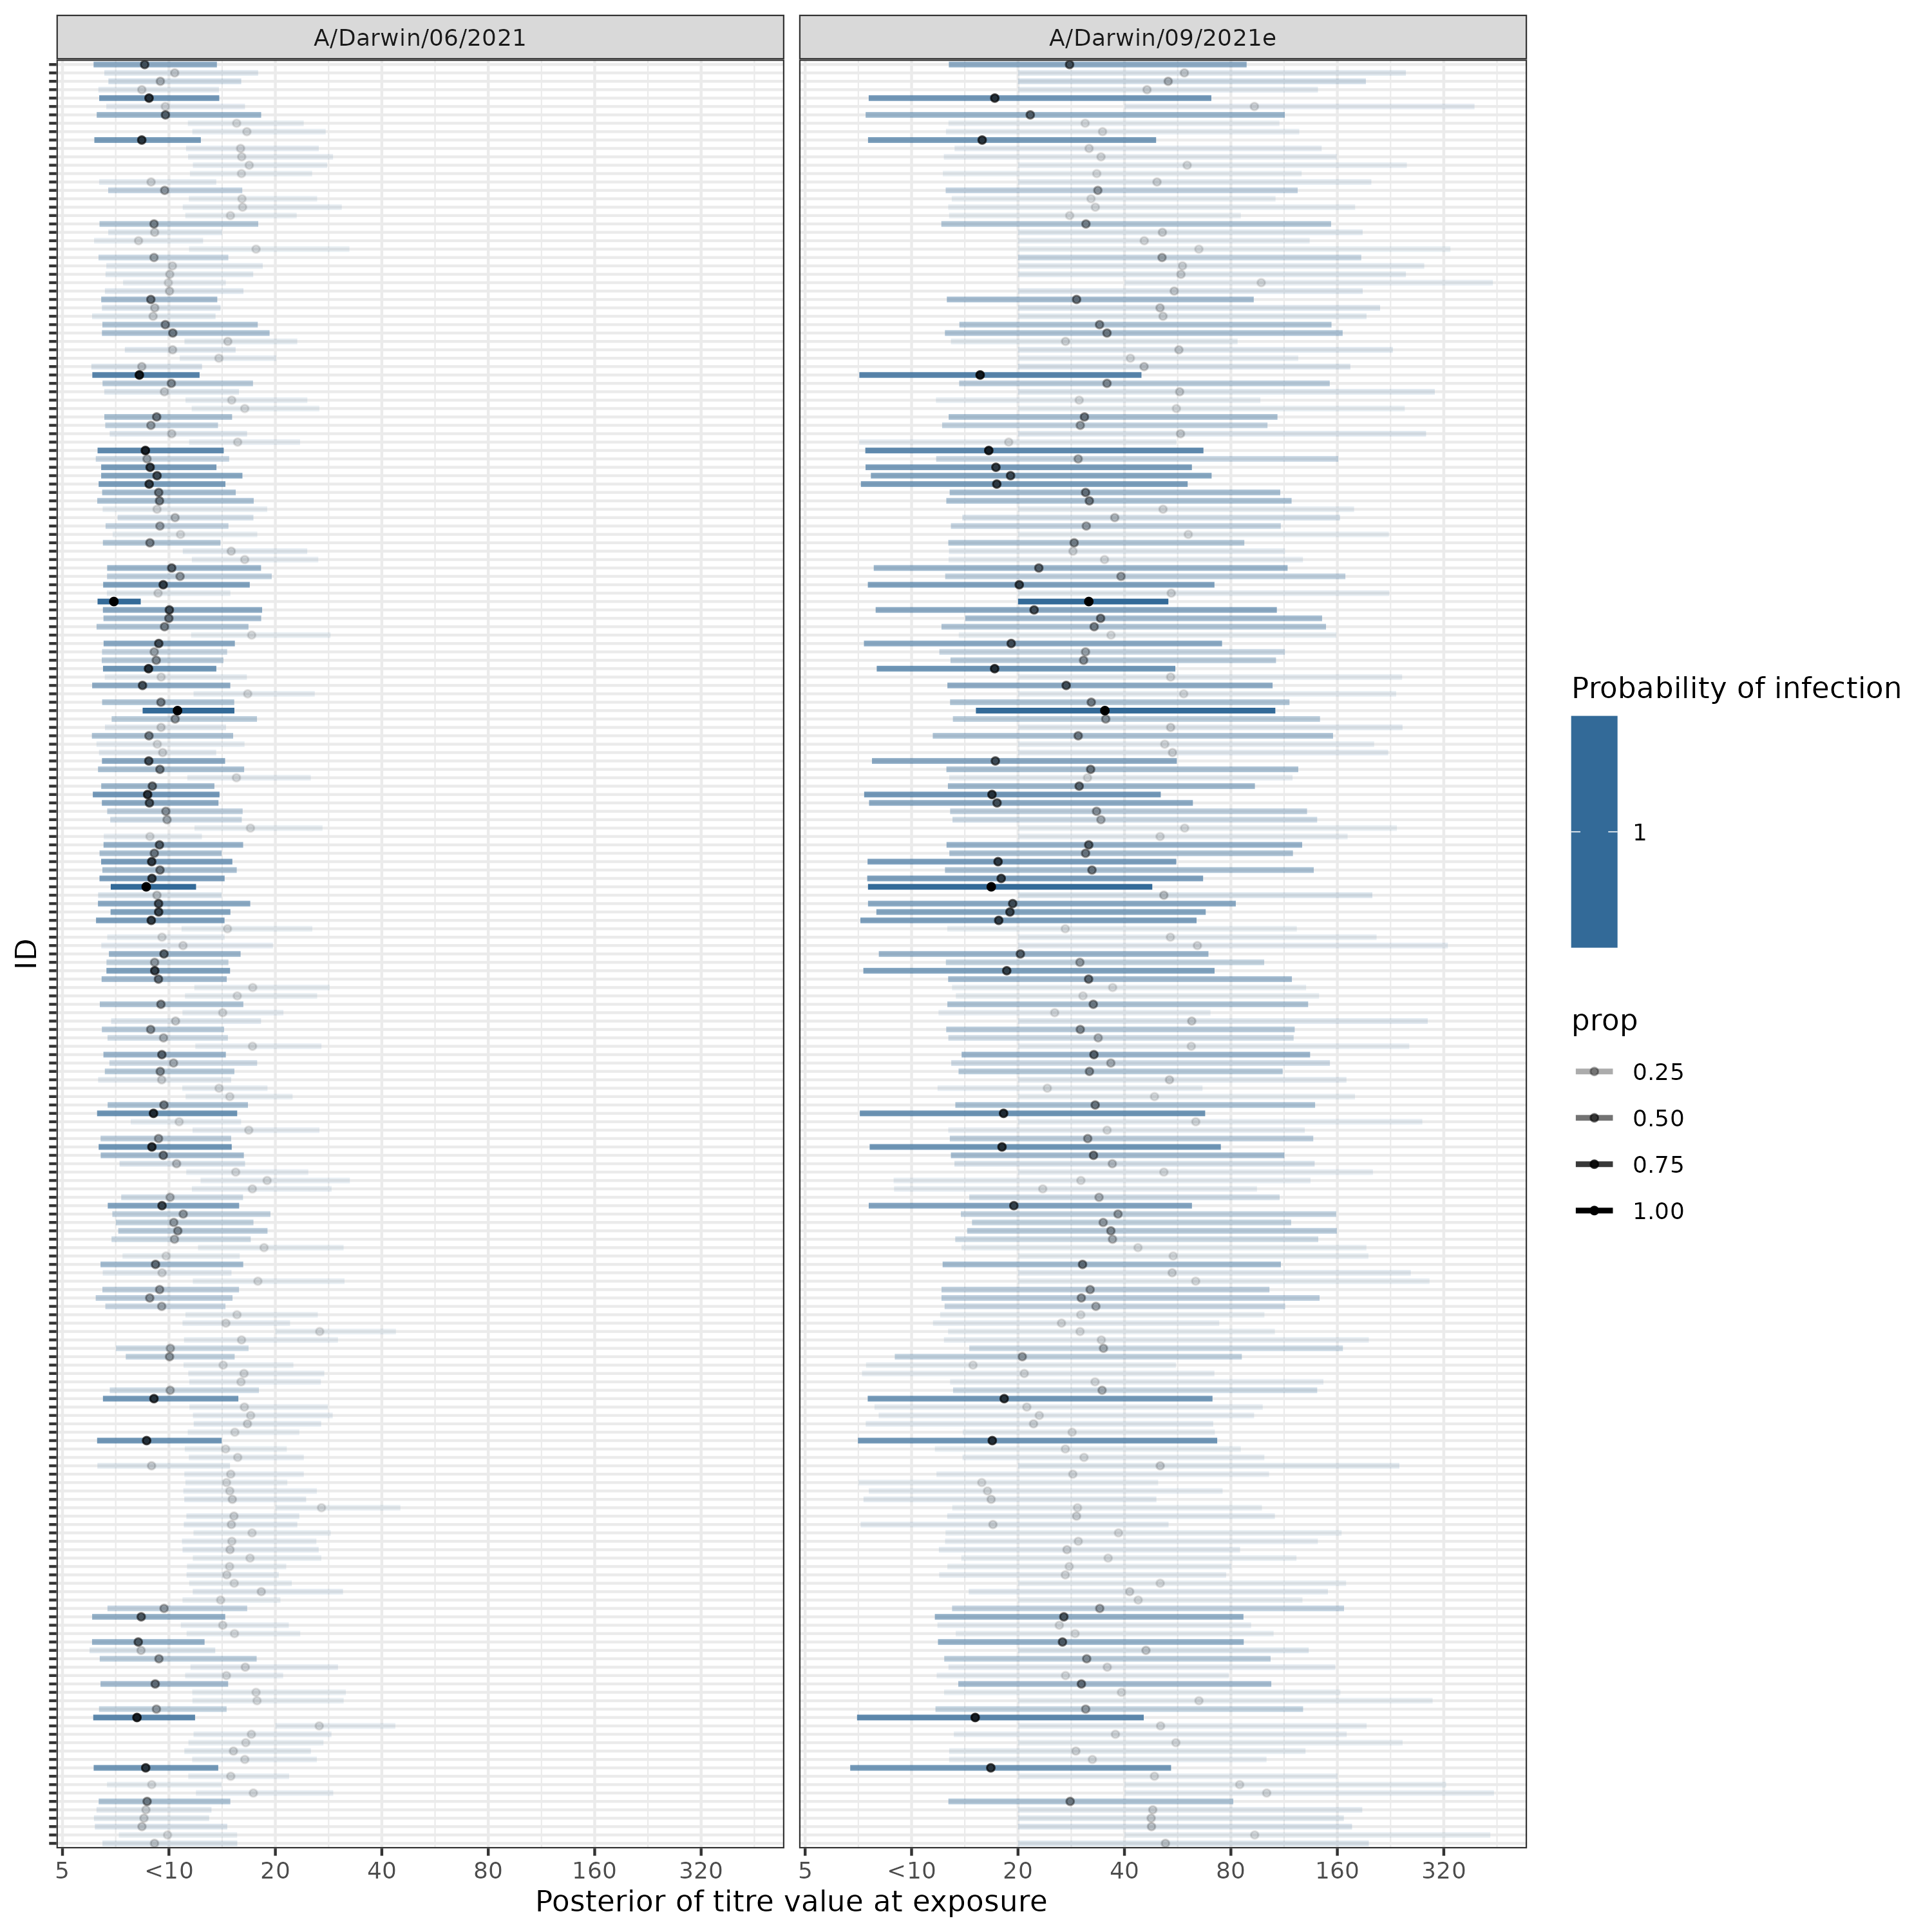 A/Darwin/06/2021
A/Darwin/09/2021e
ID
5 <10 20 40 80 160 320
5 <10 20 40 80 160 320
Posterior of titre value at exposure
Probability of infection
1
prop
0.25
0.50
0.75
1.00